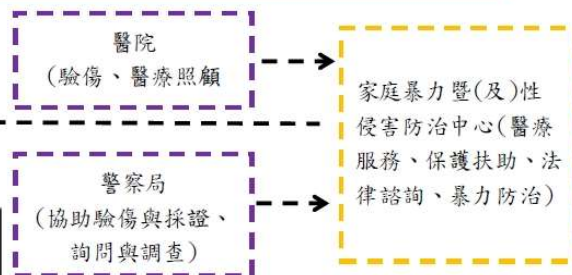 醫院
(驗傷、醫療照顧
家庭暴力暨(及)性
侵害防治中心(醫療
服務、保護扶助、法
律諮詢、暴力防治)
警察局
(協助驗傷與採證、
詢問與調查)